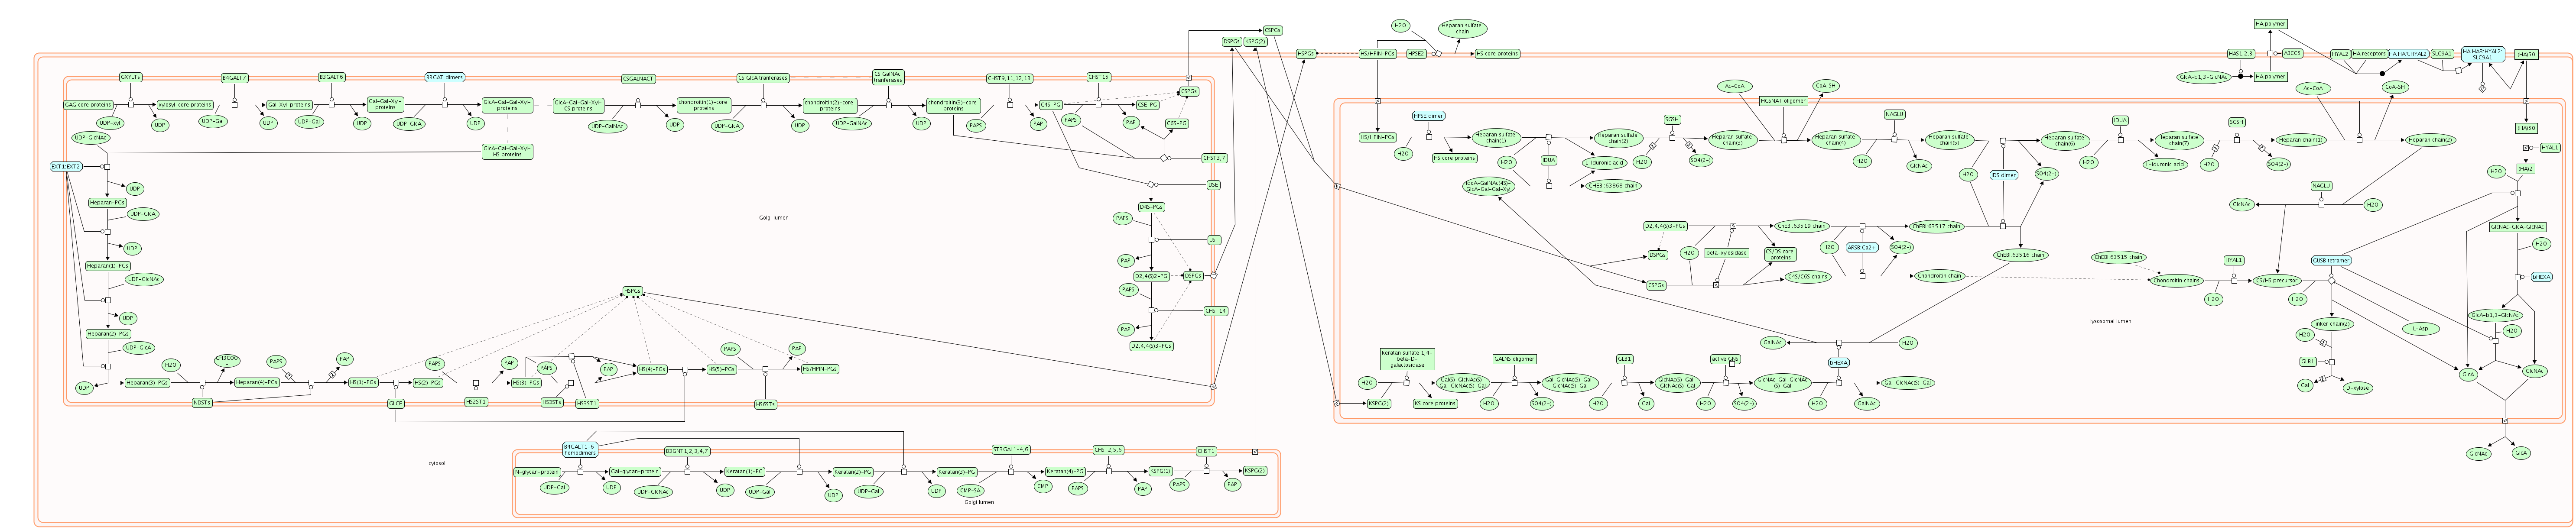 HA polymer
H2O
Heparan sulfate
chain
CSPGs
DSPGs
KSPG(2)
HSPGs
HS/HPIN-PGs
HPSE2
HS core proteins
HAS1,2,3
ABCC5
HYAL2
HA receptors
HA:HAR:HYAL2
SLC9A1
HA:HAR:HYAL2:
SLC9A1
(HA)50
GXYLTs
B4GALT7
B3GALT6
B3GAT dimers
CSGALNACT
CS GlcA tranferases
CS GalNAc
tranferases
CHST9,11,12,13
CHST15
GlcA-b1,3-GlcNAc
HA polymer
CSPGs
Ac-CoA
CoA-SH
Ac-CoA
CoA-SH
GAG core proteins
xylosyl-core proteins
Gal-Xyl-proteins
Gal-Gal-Xyl-
proteins
GlcA-Gal-Gal-Xyl-
proteins
GlcA-Gal-Gal-Xyl-
CS proteins
chondroitin(1)-core
proteins
chondroitin(2)-core
proteins
chondroitin(3)-core
proteins
C4S-PG
CSE-PG
HGSNAT oligomer
UDP-xyl
UDP
UDP-Gal
UDP
UDP-Gal
UDP
UDP-GlcA
UDP
UDP-GalNAc
UDP
UDP-GlcA
UDP
UDP-GalNAc
UDP
PAPS
PAP
PAPS
PAP
C6S-PG
HPSE dimer
SGSH
NAGLU
IDUA
SGSH
(HA)50
UDP-GlcNAc
HS/HPIN-PGs
Heparan sulfate
chain(1)
Heparan sulfate
chain(2)
Heparan sulfate
chain(3)
Heparan sulfate
chain(4)
Heparan sulfate
chain(5)
Heparan sulfate
chain(6)
Heparan sulfate
chain(7)
Heparan chain(1)
Heparan chain(2)
HYAL1
GlcA-Gal-Gal-Xyl-
HS proteins
CHST3,7
H2O
HS core proteins
H2O
IDUA
L-Iduronic acid
H2O
SO4(2-)
H2O
GlcNAc
H2O
IDS dimer
SO4(2-)
H2O
L-Iduronic acid
H2O
SO4(2-)
EXT1:EXT2
(HA)2
H2O
UDP
DSE
IdoA-GalNAc(4S)-
GlcA-Gal-Gal-Xyl
H2O
CHEBI:63868 chain
NAGLU
Heparan-PGs
UDP-GlcA
D4S-PGs
GlcNAc
H2O
PAPS
Golgi lumen
D2,4,4(S)3-PGs
ChEBI:63519 chain
ChEBI:63517 chain
GlcNAc-GlcA-GlcNAc
UDP
UST
H2O
beta-xylosidase
CS/DS core
proteins
H2O
ARSB:Ca2+
SO4(2-)
H2O
DSPGs
ChEBI:63516 chain
ChEBI:63515 chain
HYAL1
GUSB tetramer
PAP
Heparan(1)-PGs
UDP-GlcNAc
D2,4(S)2-PG
DSPGs
CSPGs
C4S/C6S chains
Chondroitin chain
Chondroitin chains
CS/HS precursor
bHEXA
PAPS
H2O
H2O
HSPGs
UDP
CHST14
GlcA-b1,3-GlcNAc
lysosomal lumen
linker chain(2)
L-Asp
PAP
H2O
H2O
Heparan(2)-PGs
UDP-GlcA
D2,4,4(S)3-PGs
GalNAc
H2O
H2O
CH3COO
-
PAPS
PAP
PAPS
PAP
PAPS
PAP
PAPS
PAP
keratan sulfate 1,4-
beta-D-
galactosidase
GALNS oligomer
GLB1
active GNS
bHEXA
GLB1
HS(4)-PGs
HS(5)-PGs
HS/HPIN-PGs
UDP
Heparan(3)-PGs
Heparan(4)-PGs
HS(1)-PGs
HS(2)-PGs
HS(3)-PGs
H2O
Gal(S)-GlcNAc(S)-
Gal-GlcNAc(S)-Gal
Gal-GlcNAc(S)-Gal-
GlcNAc(S)-Gal
GlcNAc(S)-Gal-
GlcNAc(S)-Gal
GlcNAc-Gal-GlcNAc
(S)-Gal
Gal-GlcNAc(S)-Gal
Gal
D-xylose
GlcA
GlcNAc
NDSTs
GLCE
HS2ST1
HS3STs
HS3ST1
HS6STs
KSPG(2)
KS core proteins
H2O
SO4(2-)
H2O
Gal
H2O
SO4(2-)
H2O
GalNAc
B4GALT1-6
homodimers
B3GNT1,2,3,4,7
ST3GAL1-4,6
CHST2,5,6
CHST1
GlcNAc
GlcA
cytosol
N-glycan-protein
Gal-glycan-protein
Keratan(1)-PG
Keratan(2)-PG
Keratan(3)-PG
Keratan(4)-PG
KSPG(1)
KSPG(2)
UDP-Gal
UDP
UDP-GlcNAc
UDP
UDP-Gal
UDP
UDP-Gal
UDP
CMP-SA
CMP
PAPS
PAP
PAPS
PAP
Golgi lumen